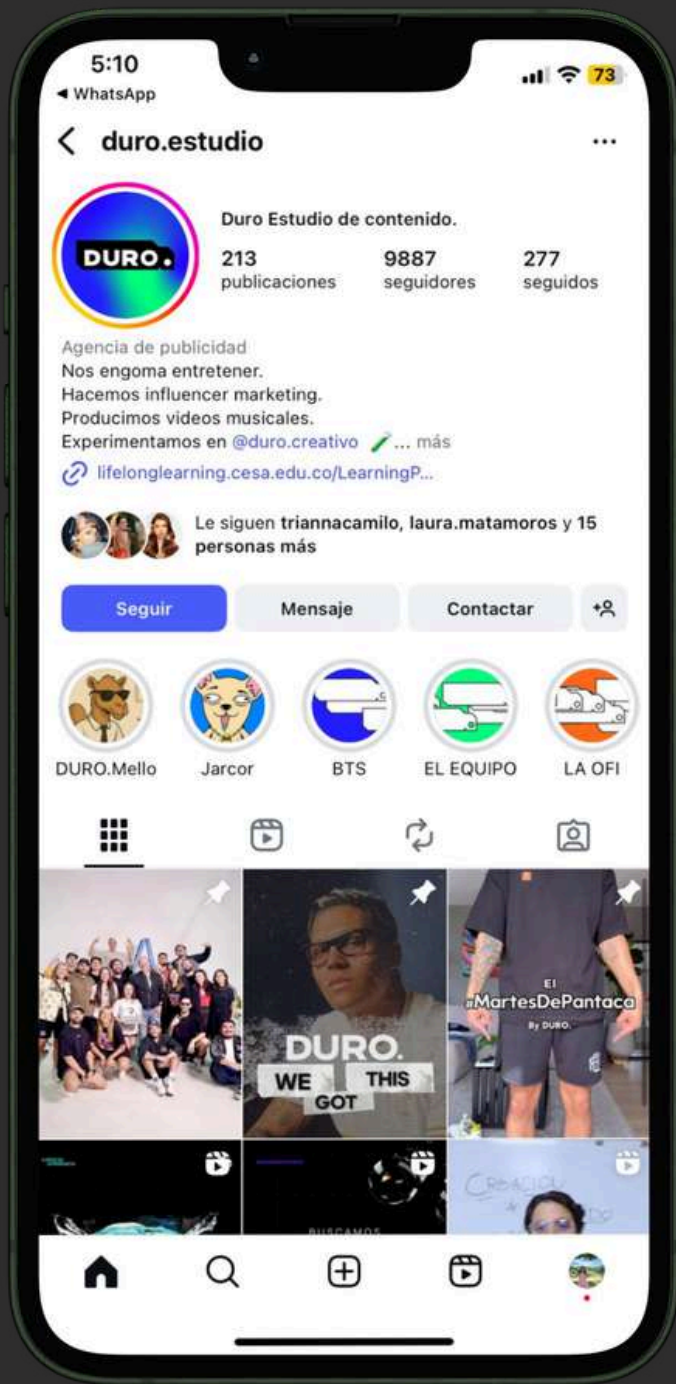 5:10
73
WhatsApp
duro.estudio
DURO.
Duro Estudio de contenido.
213 9887 277
publicaciones seguidores seguidos
Agencia de publicidad
Nos engoma entretener.
Hacemos influencer marketing.
Producimos videos musicales.
Experimentamos en @duro.creativo ... más
lifelonglearning.cesa.edu.co/LearningP...
Le siguen triannacamilo, laura.matamoros y 15
personas más
Seguir Mensaje Contactar
DURO.Mello Jarcor BTS EL EQUIPO LA OFI
DURO.
WE THIS
GOT
El
#MartesDePantaca
By DURO.
BUSCAMOS
CREACIÓN